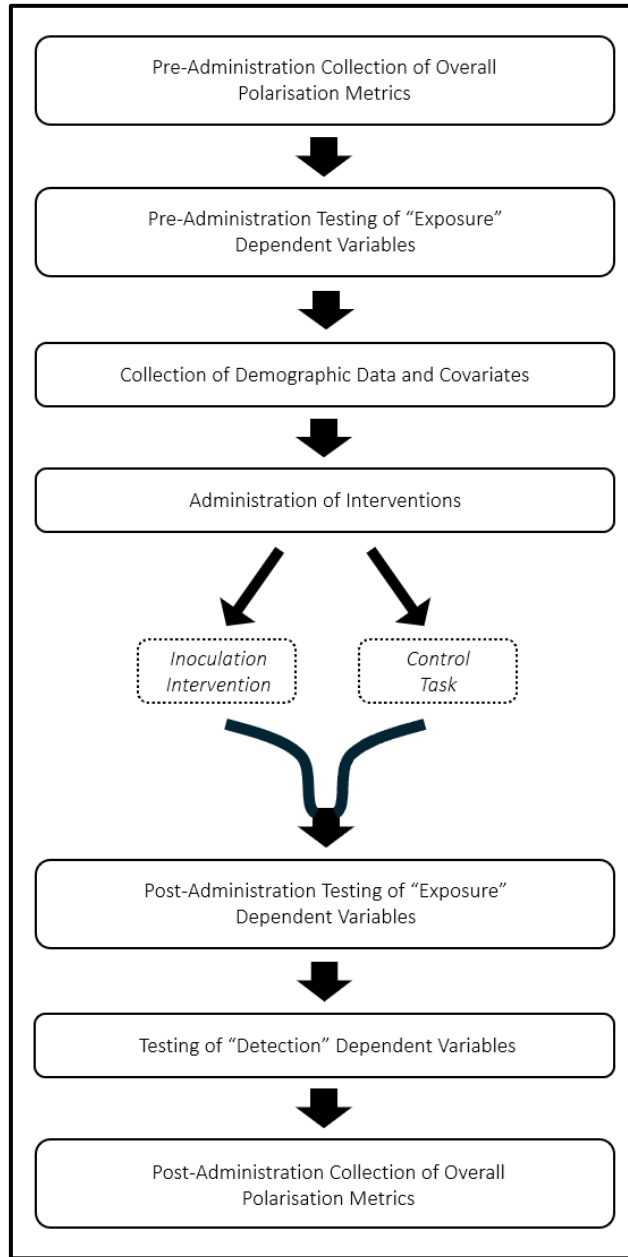 Pre-Administration Collection of Overall
Polarisation Metrics
Pre-Administration Testing of “Exposure”
Dependent Variables
Collection of Demographic Data and Covariates
Administration of Interventions
Inoculation
Intervention
Control
Task
Post-Administration Testing of “Exposure”
Dependent Variables
Testing of “Detection” Dependent Variables
Post-Administration Collection of Overall
Polarisation Metrics